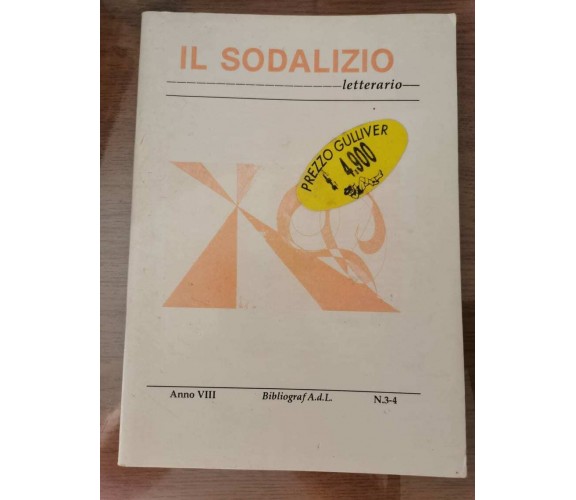 IL SODALIZIO
letterario
PREZZO GULLIVER
£ 4.900
Anno VIII Bibliograf A.d.L. N.3-4